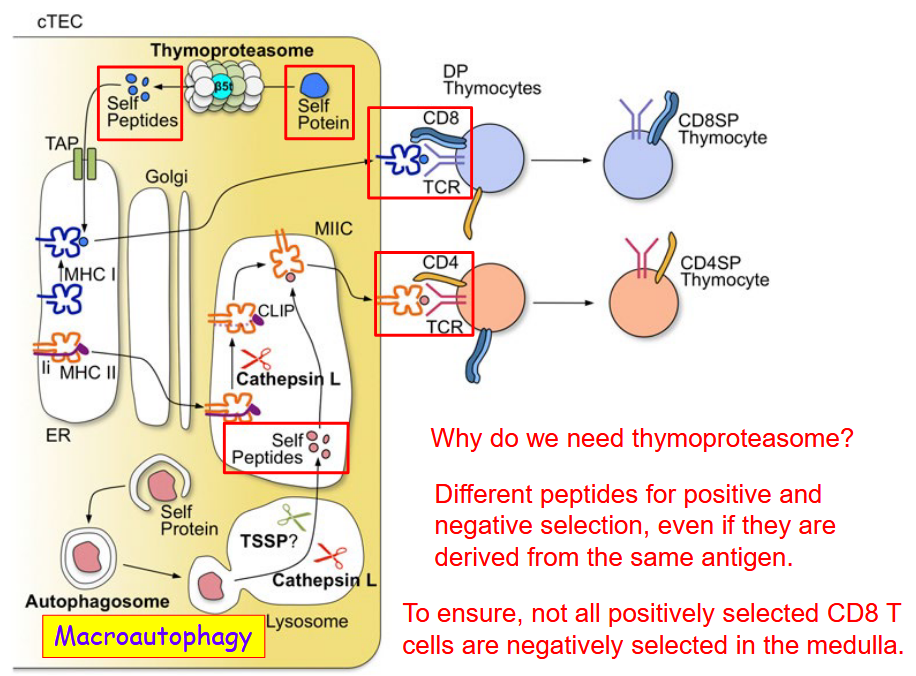 cTEC
Thymoproteasome
β5t
Self
Peptides
Self
Potein
TAP
Golgi
MHC I
Ii MHC II
ER
MIIC
CLIP
Cathepsin L
Self
Peptides
Self
Protein
TSSP?
Cathepsin L
Autophagosome
Lysosome
Macroautophagy
DP
Thymocytes
CD8
TCR
CD8SP
Thymocyte
CD4
TCR
CD4SP
Thymocyte
Why do we need thymoproteasome?
Different peptides for positive and
negative selection, even if they are
derived from the same antigen.
To ensure, not all positively selected CD8 T
cells are negatively selected in the medulla.